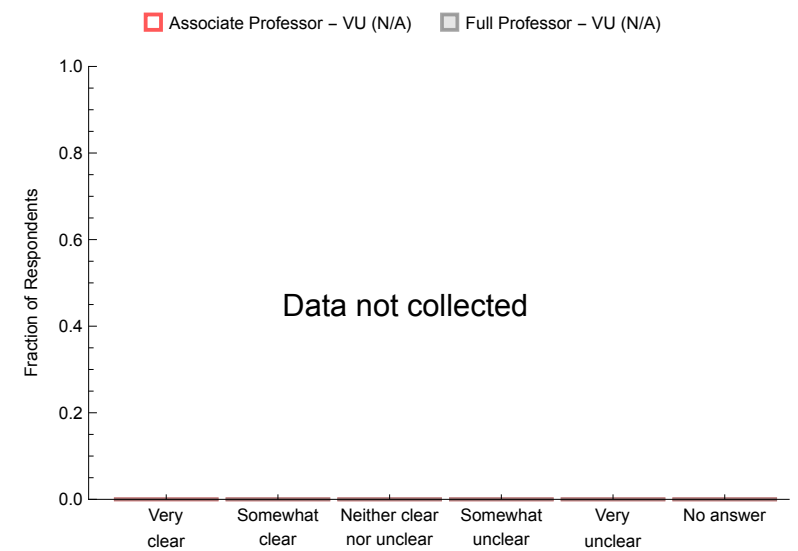 Associate Professor – VU (N/A) Full Professor – VU (N/A)
Fraction of Respondents
1.0
0.8
0.6
0.4
0.2
0.0
Data not collected
Very clear
Somewhat clear
Neither clear nor unclear
Somewhat unclear
Very unclear
No answer